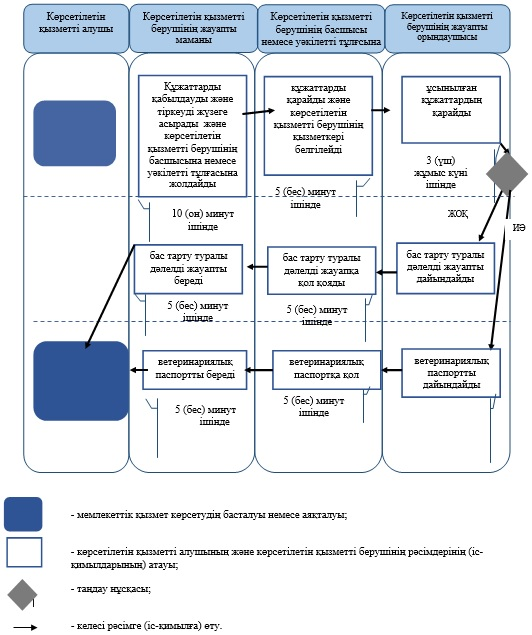 Көрсетілетін
қызметті алушы
Көрсетілетін қызметті
берушінің жауапты
маманы
Көрсетілетін қызметті
берушінің басшысы
немесе уәкілетті тұлғасына
Көрсетілетін қызметті
берушінің жауапты
орындаушысы
Құжаттарды
қабылдауды және
тіркеуді жүзеге
асырады және
көрсетілетін
қызметті берушінің
басшысына немесе
уәкілетті тұлғасына
жолдайды
10 (он) минут
ішінде
құжаттарды
қарайды және
көрсетілетін
қызметті берушінің
қызметкері
белгілейді
5 (бес) минут
ішінде
ұсынылған
құжаттардың
қарайды
3 (үш)
жұмыс күні
ішінде
ЖОҚ
ИӘ
бас тарту туралы
дәлелді жауапты
береді
5 (бес) минут
ішінде
бас тарту туралы
дәлелді жауапқа
қол қояды
5 (бес) минут
ішінде
бас тарту туралы
дәлелді жауапты
дайындайды
ветеринариялық
паспортты береді
5 (бес) минут
ішінде
ветеринариялық
паспортқа қол
5 (бес) минут
ішінде
ветеринариялық
паспортты
дайындайды
- мемлекеттік қызмет көрсетудің басталуы немесе аяқталуы;
- көрсетілетін қызметті алушының және көрсетілетін қызметті берушінің рәсімдерінің (іс-
қимылдарының) атауы;
- таңдау нұсқасы;
- келесі рәсімге (іс-қимылға) өту.